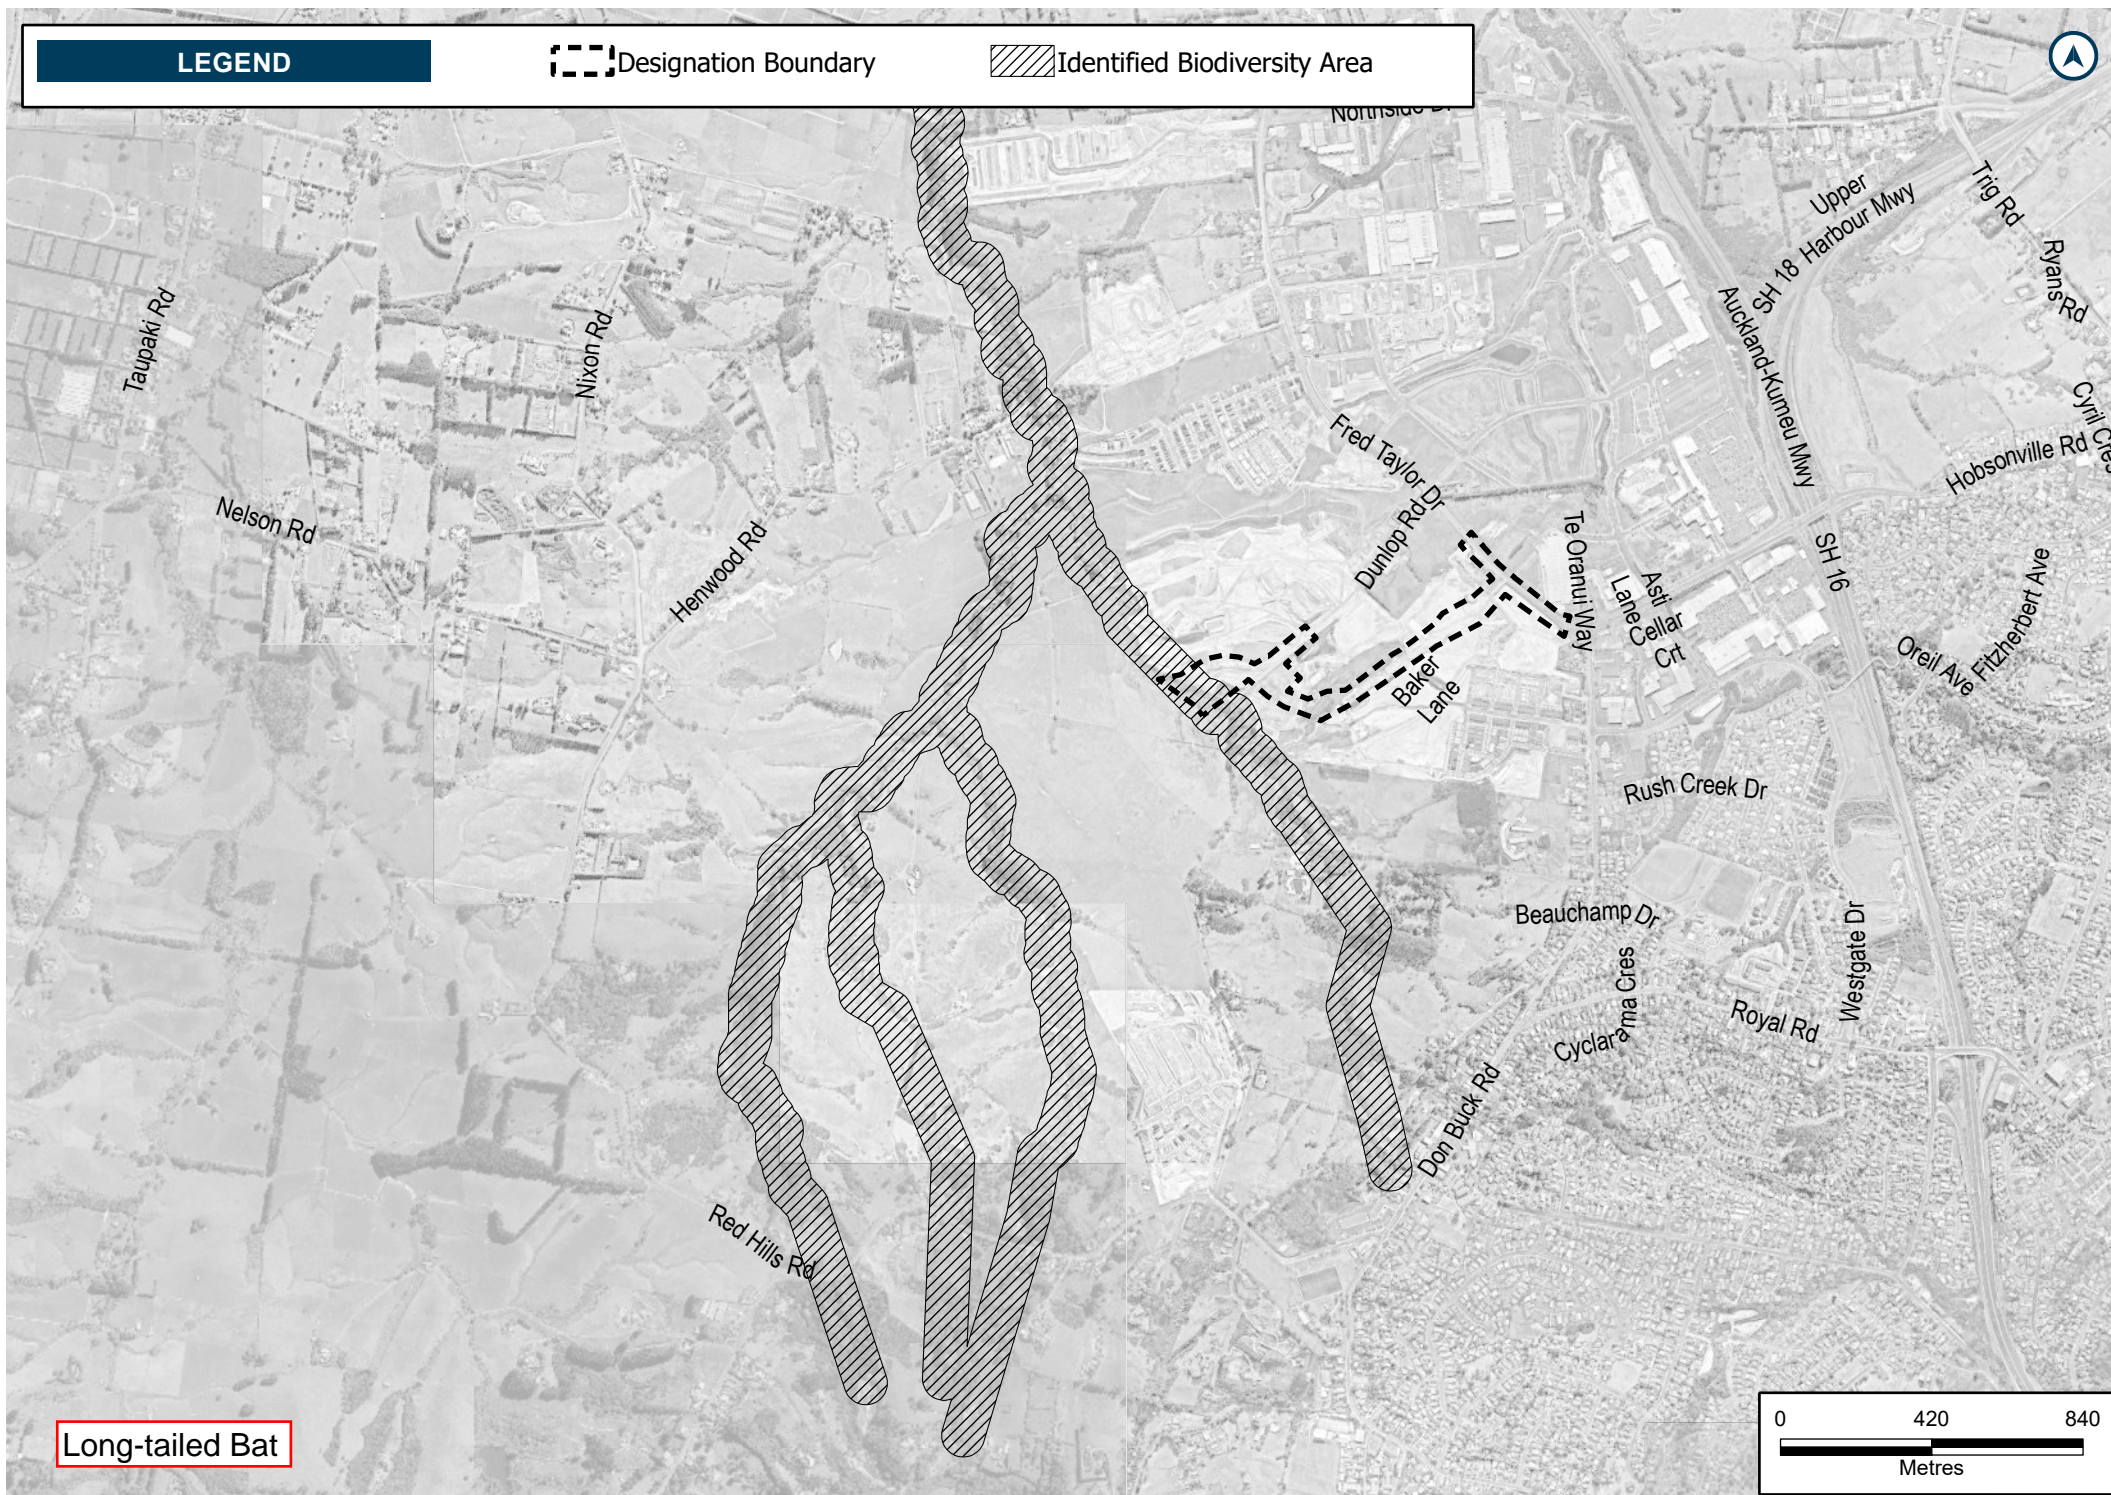 LEGEND
Designation Boundary
Identified Biodiversity Area
Northside Dr
Trig Rd
Upper
Harbour Mwy
SH 18
Ryans Rd
Taupaki Rd
Nixon Rd
Auckland-Kumeu Mwy
Cyril Cres
Hobsonville Rd
Fred Taylor Dr
Dunlop Rd
Nelson Rd
Henwood Rd
Te Oranui Way
SH 16
Asti
Lane
Cellar
Crt
Fitzherbert Ave
Oreil Ave
Baker
Lane
Rush Creek Dr
Beauchamp Dr
Westgate Dr
Cyclarama Cres
Royal Rd
Don Buck Rd
Red Hills Rd
Long-tailed Bat
0 420 840
Metres